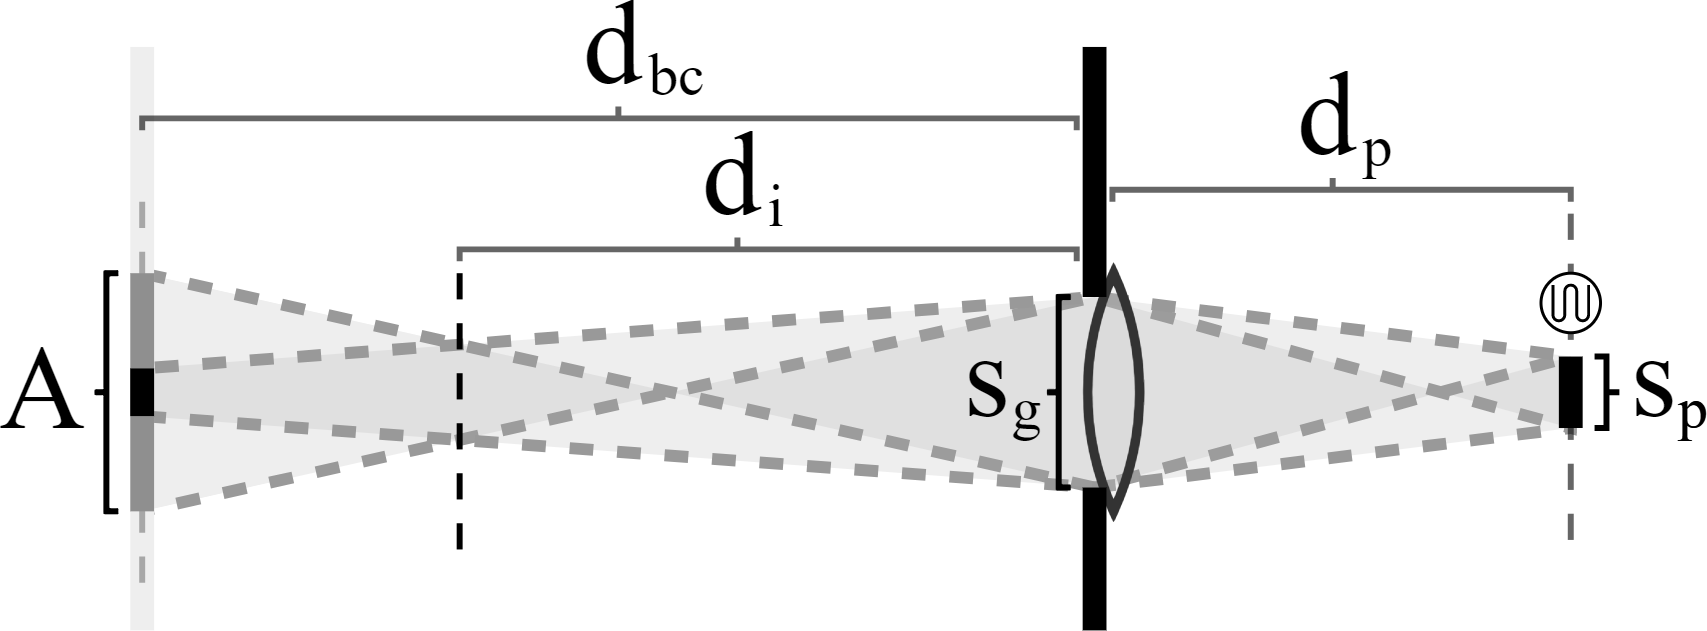 d_bc
d_i
d_p
A
s_g
s_p